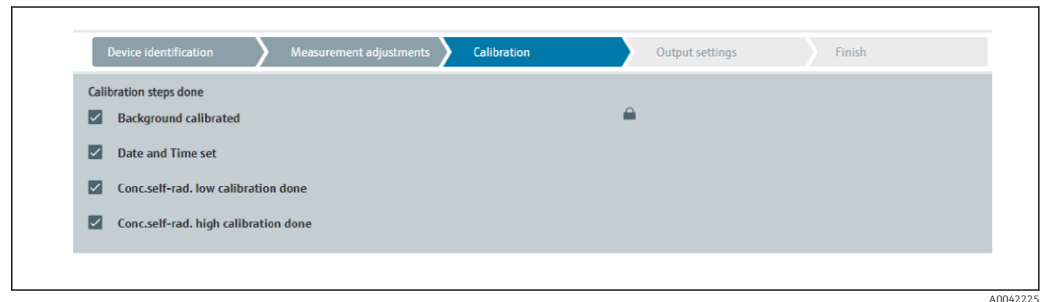 Device identification Measurement adjustments Calibration Output settings Finish
Calibration steps done
Background calibrated
Date and Time set
Conc.self-rad. low calibration done
Conc.self-rad. high calibration done
A0042225